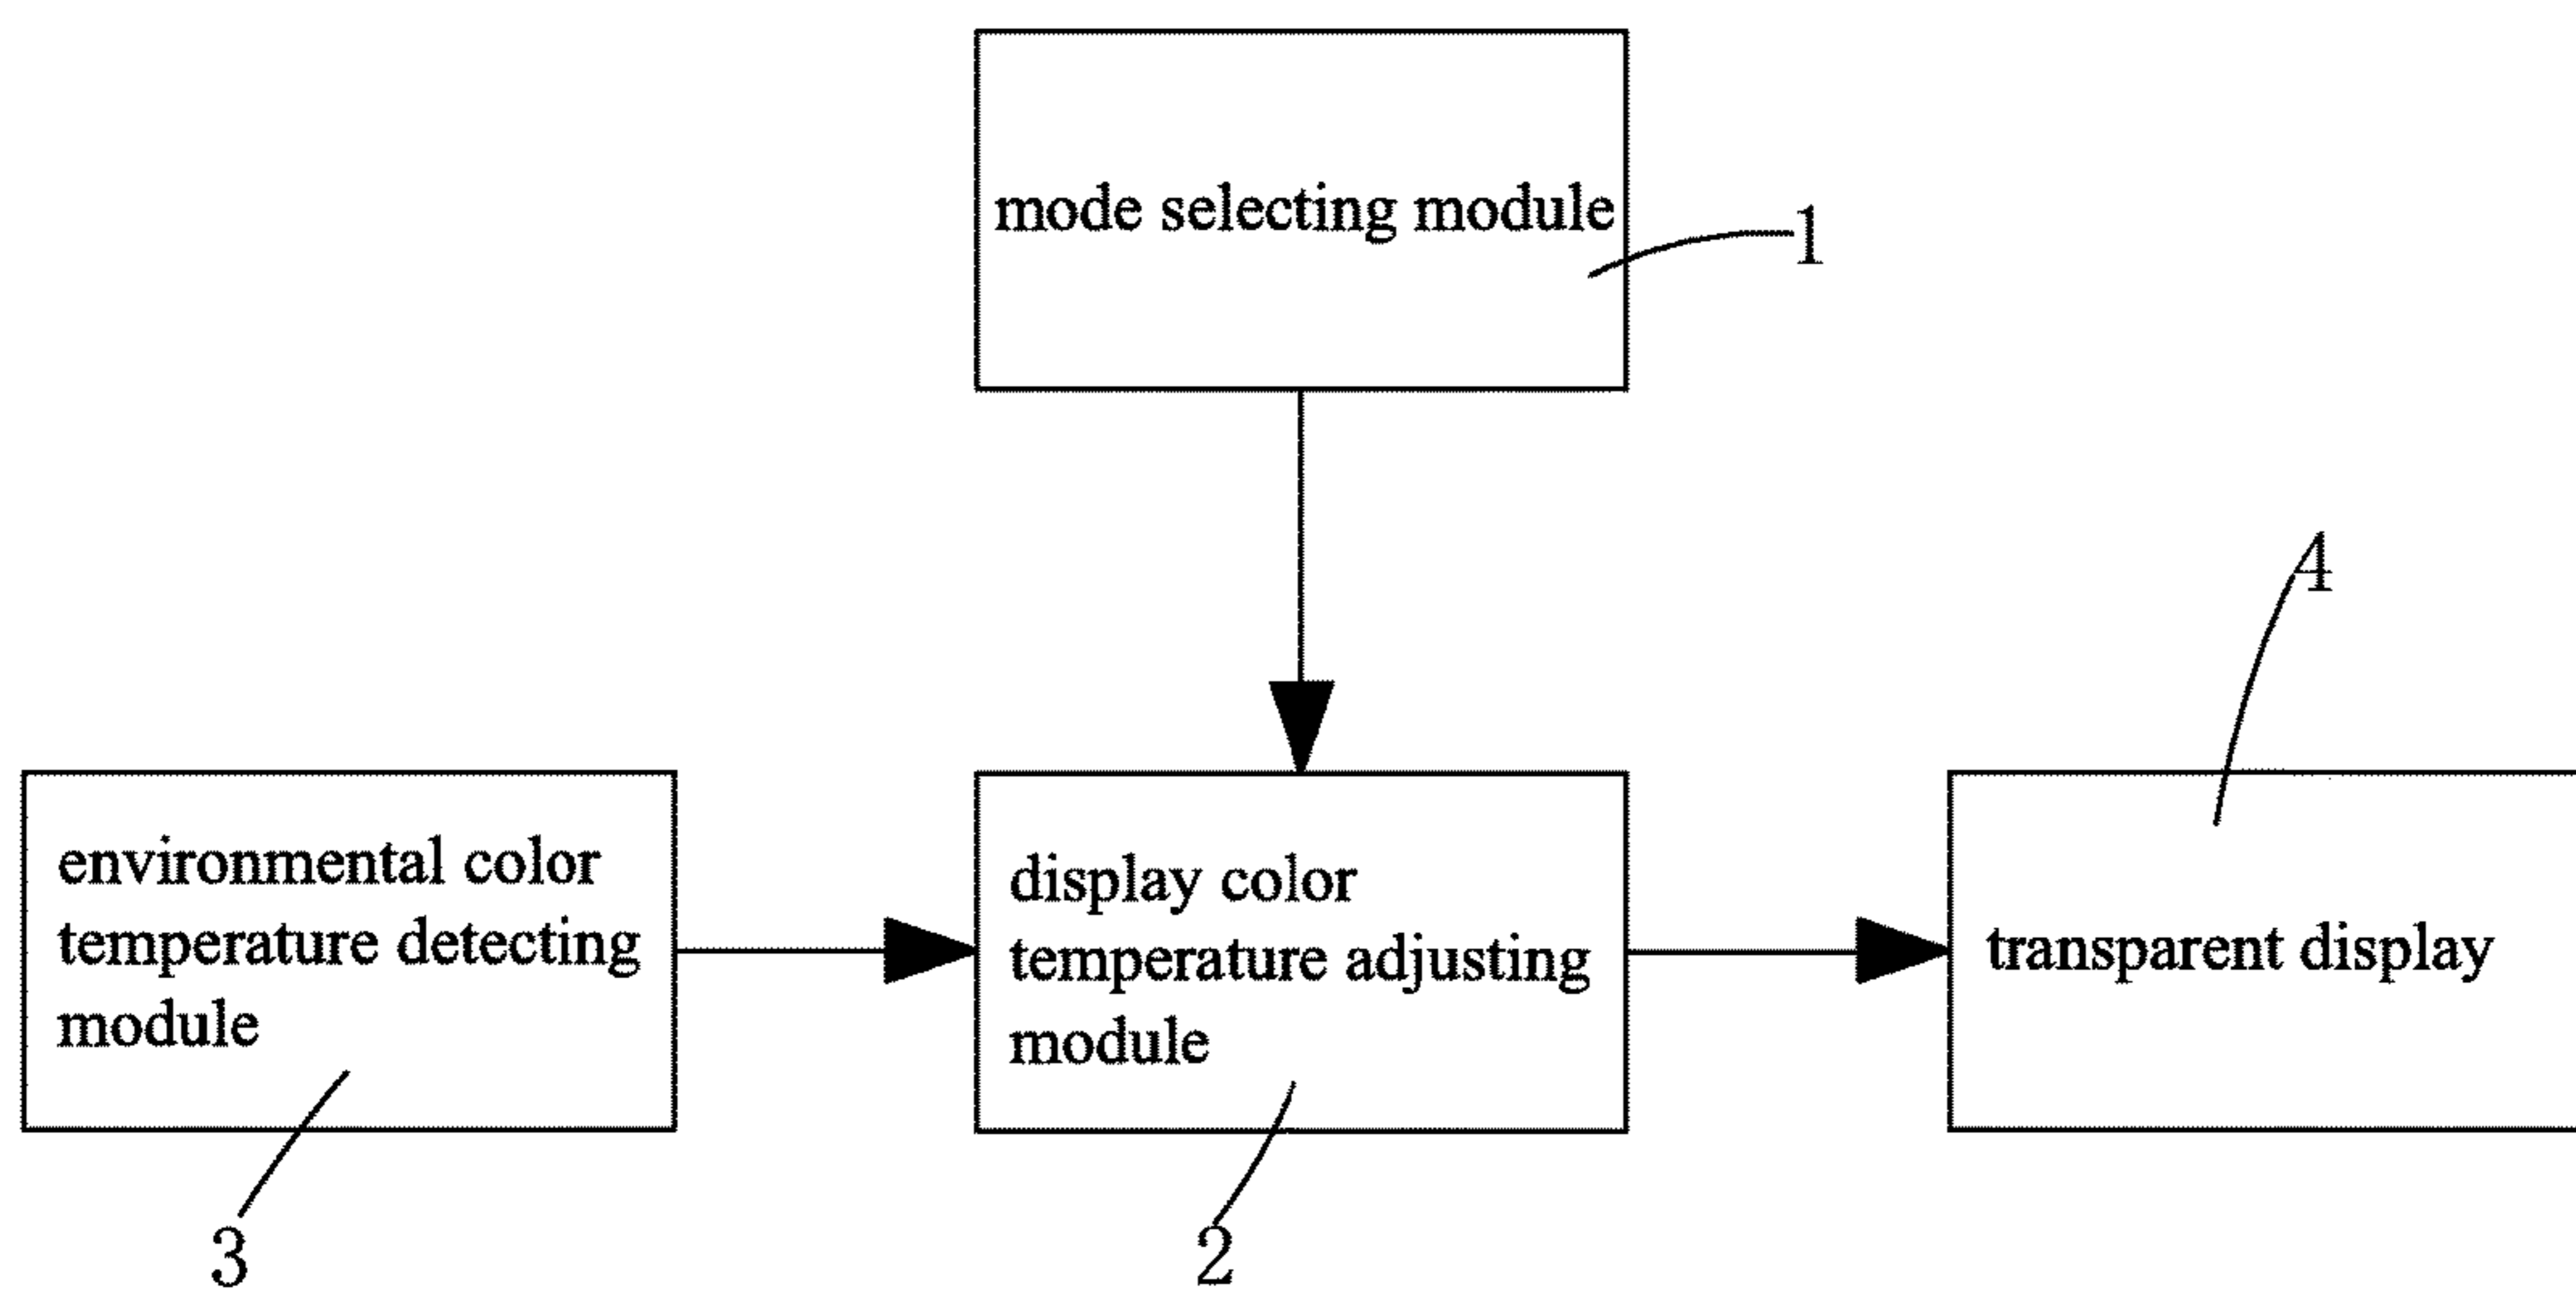 mode selecting module
1
4
environmental color
temperature detecting
module
display color
temperature adjusting
module
transparent display
3
2